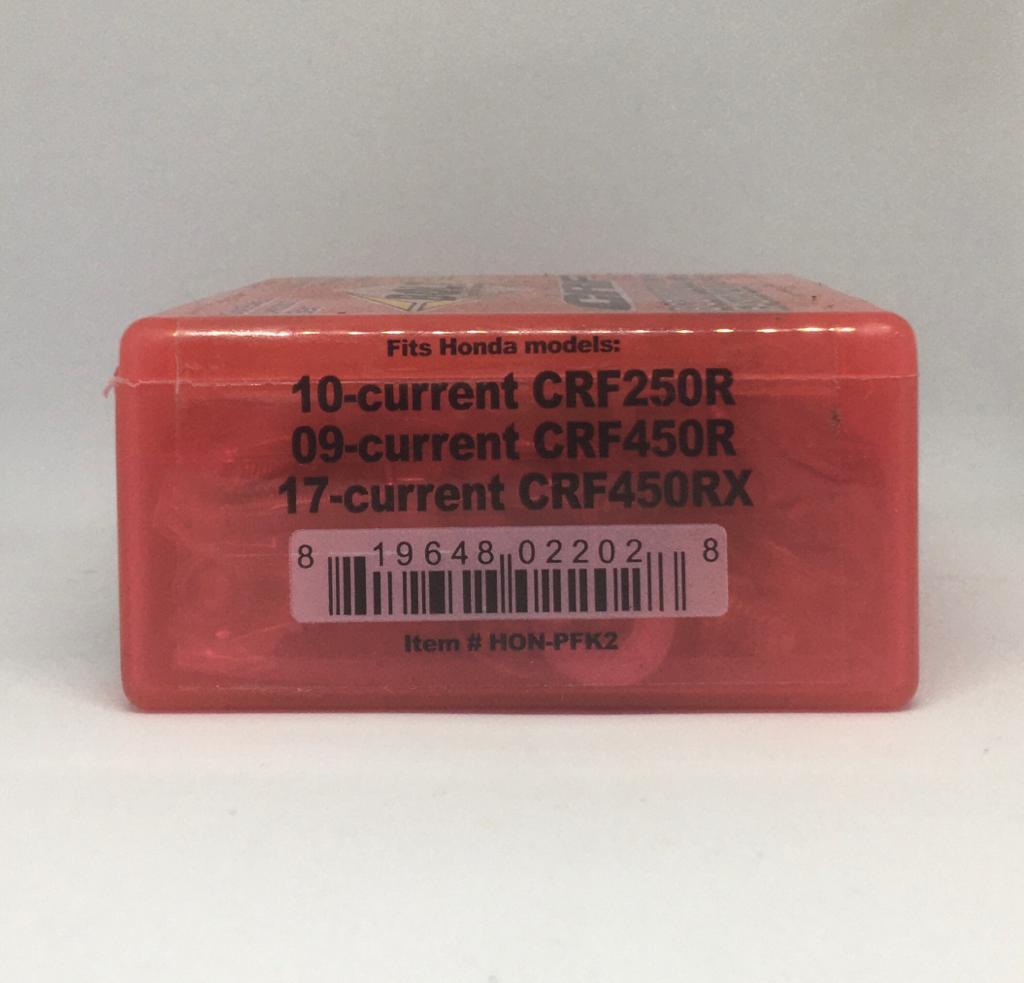 Fits Honda models:
10-current CRF250R
09-current CRF450R
17-current CRF450RX
8 19648 02202 8
Item # HON-PFK2